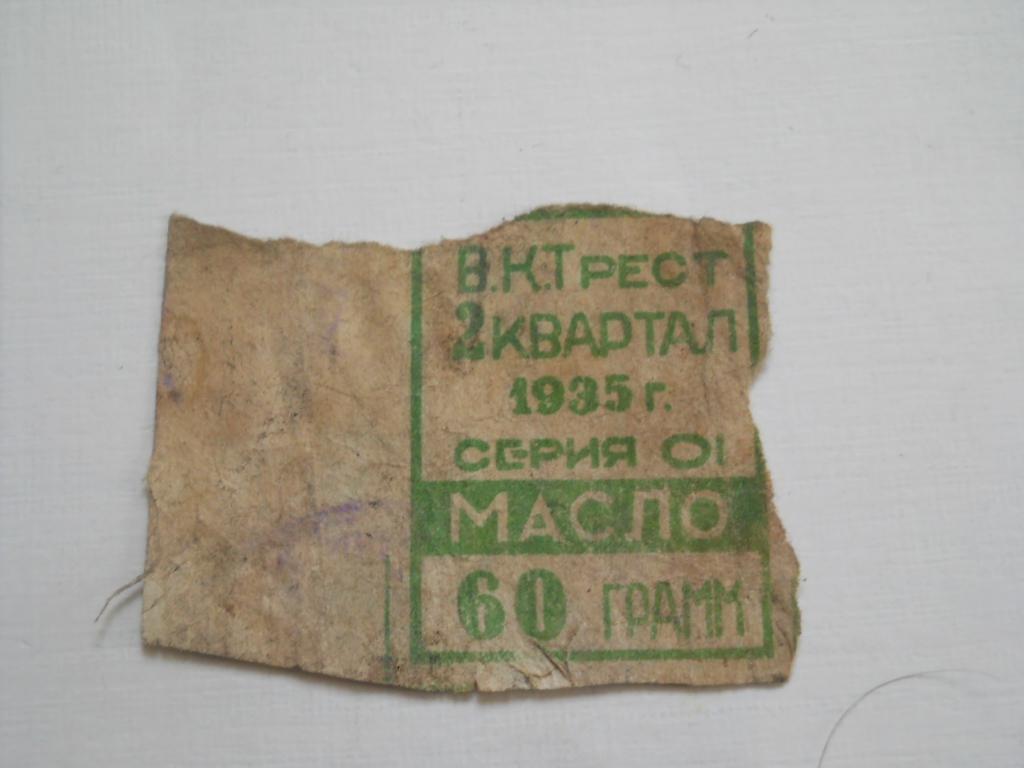 В.К.Трест
2 КВАРТАЛ
1935 г.
СЕРИЯ 01
МАСЛО
60 ГРАММ